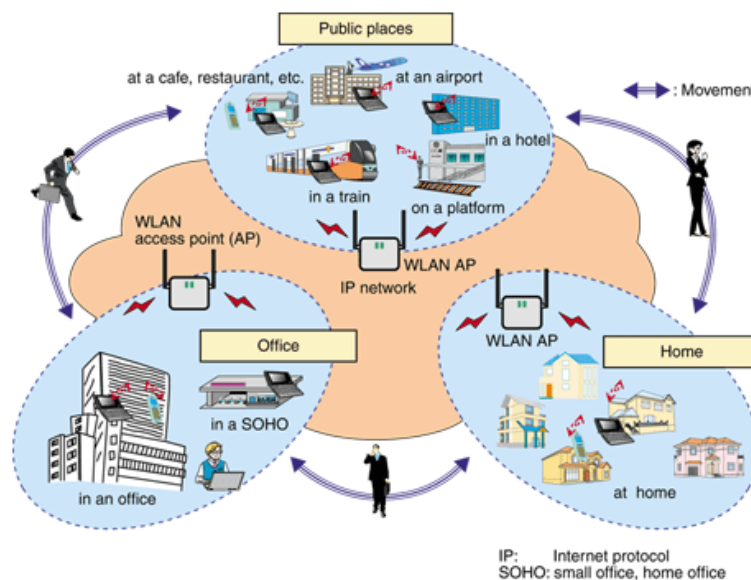 Public places
at a cafe, restaurant, etc.
at an airport
: Movemen
in a hotel
in a train
on a platform
WLAN
access point (AP)
WLAN AP
IP network
WLAN AP
Office
Home
in a SOHO
in an office
at home
IP: Internet protocol
SOHO: small office, home office